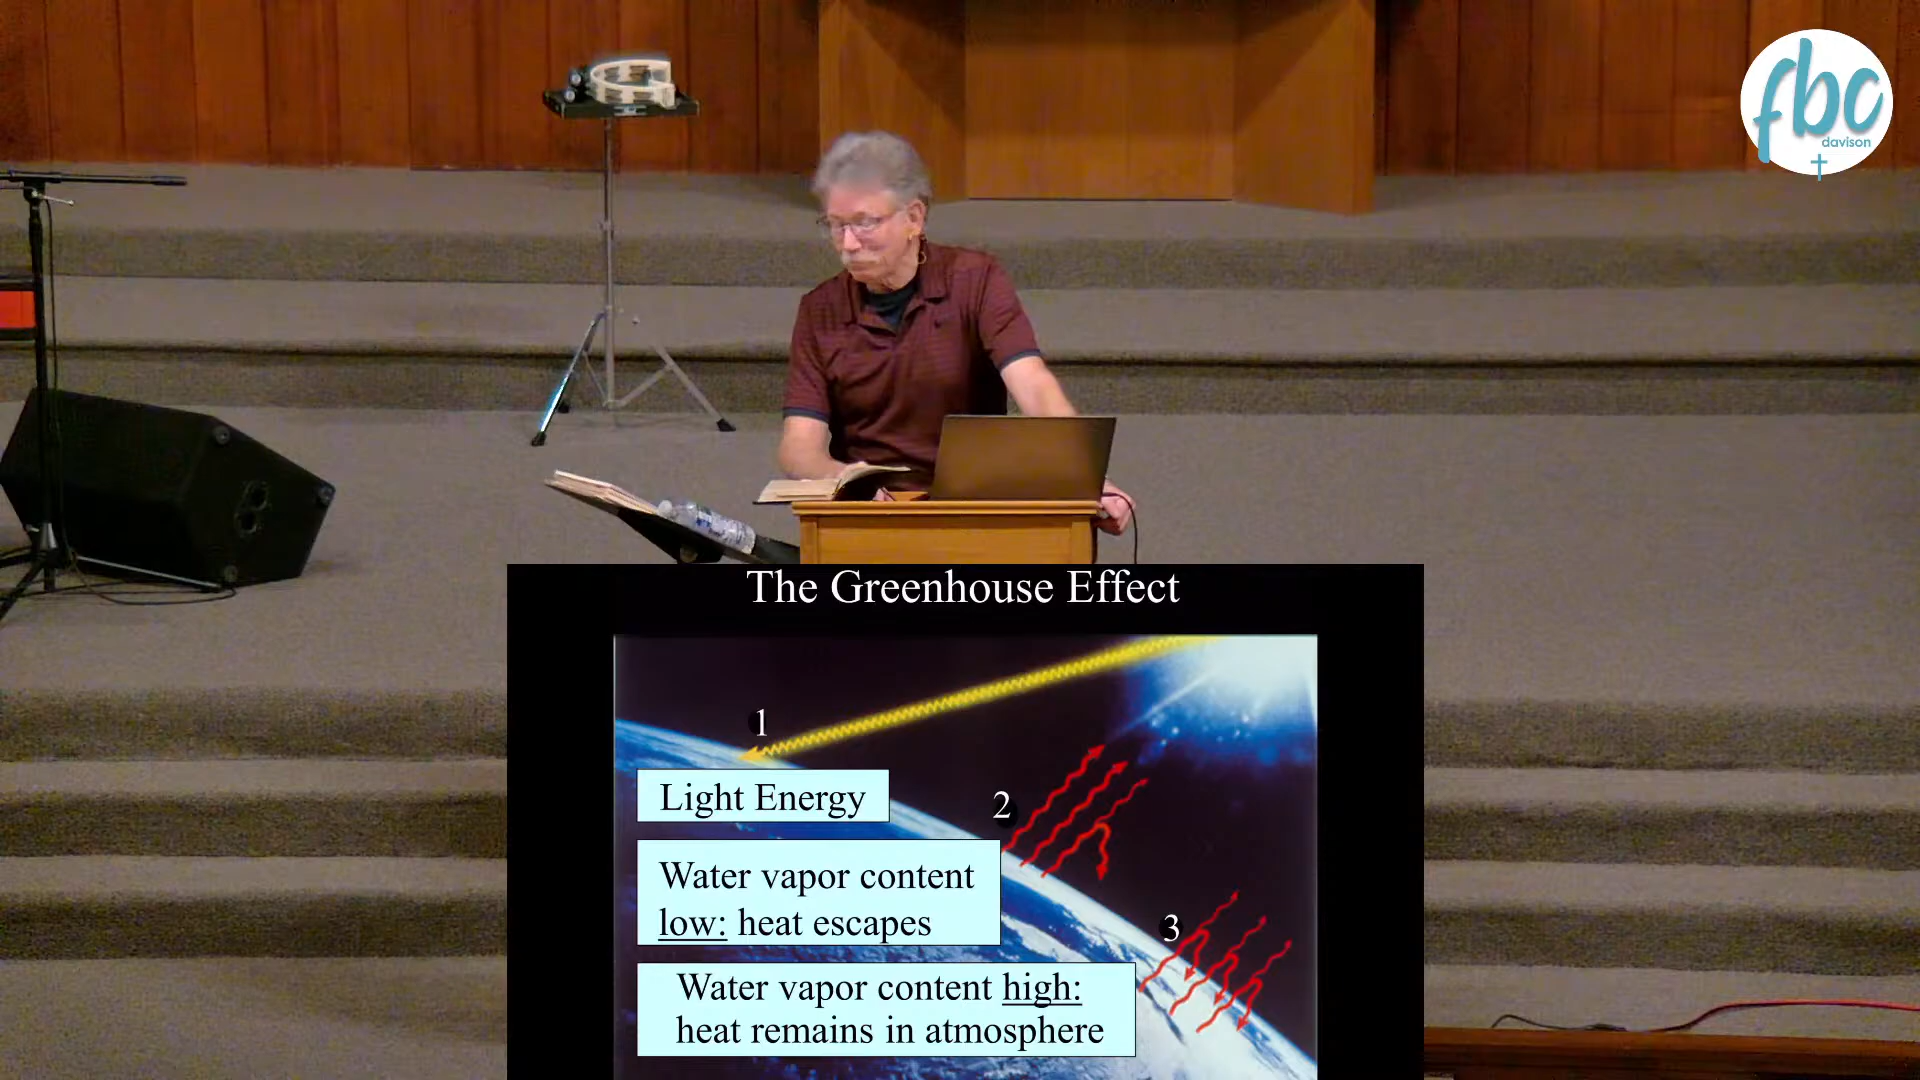 fbc
davison
The Greenhouse Effect
1
Light Energy
2
Water vapor content
low: heat escapes
3
Water vapor content high:
heat remains in atmosphere